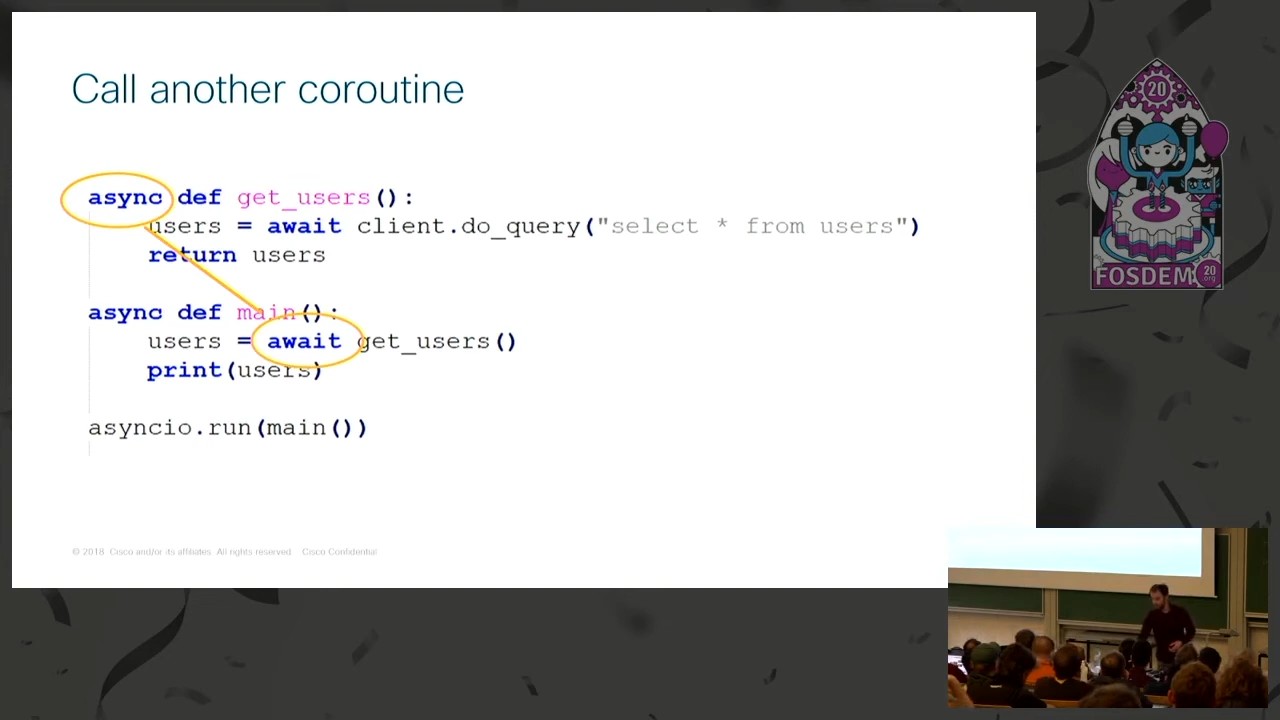 Call another coroutine
async def get_users():
users = await client.do_query("select * from users")
return users
async def main():
users = await get_users()
print(users)
asyncio.run(main())
© 2018 Cisco and/or its affiliates. All rights reserved. Cisco Confidential
20
FOSDEM
20
.org